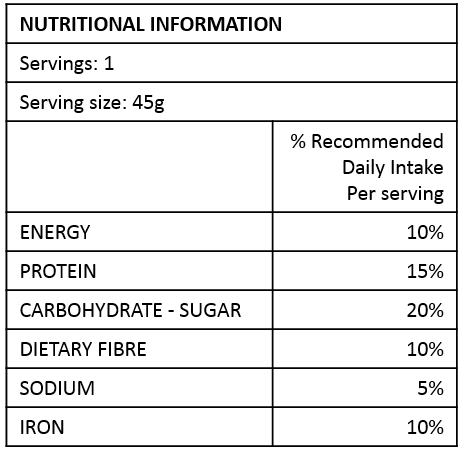 NUTRITIONAL INFORMATION
Servings: 1
Serving size: 45g
% Recommended
Daily Intake
Per serving
ENERGY 10%
PROTEIN 15%
CARBOHYDRATE - SUGAR 20%
DIETARY FIBRE 10%
SODIUM 5%
IRON 10%